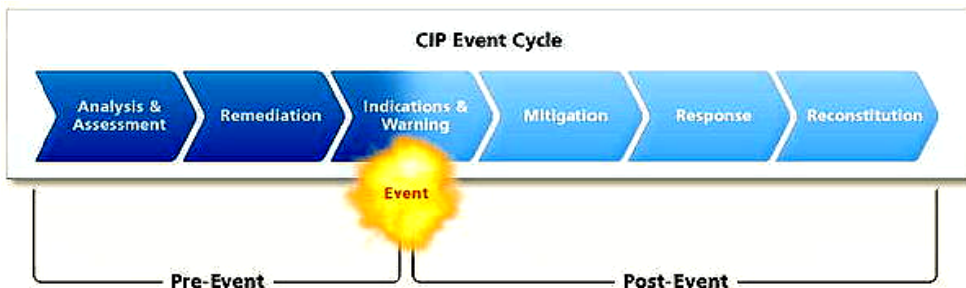 CIP Event Cycle
Analysis &
Assessment
Remediation
Indications &
Warning
Mitigation
Response
Reconstitution
Event
Pre-Event
Post-Event